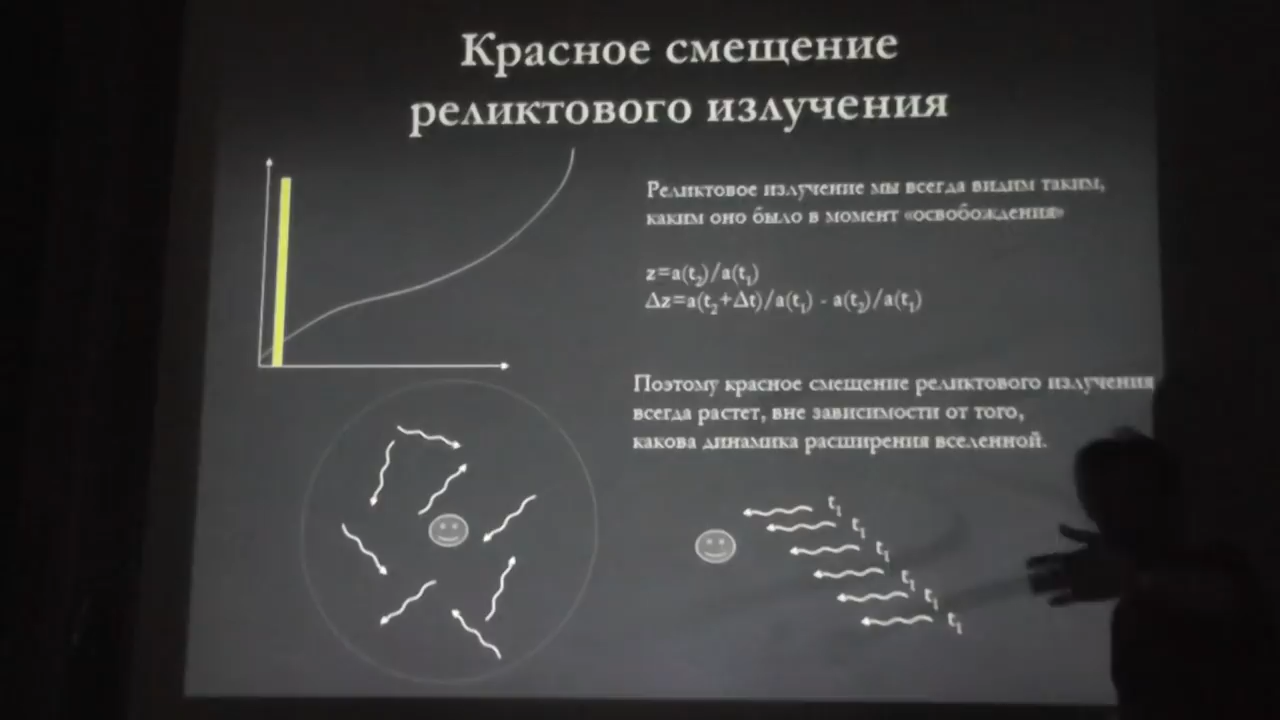 Красное смещение
реликтового излучения
Реликтовое излучение мы всегда видим таким,
каким оно было в момент «освобождения»
z=a(t₂)/a(t₁)
Δz=a(t₂+Δt)/a(t₁) - a(t₂)/a(t₁)
Поэтому красное смещение реликтового излучения
всегда растет, вне зависимости от того,
какова динамика расширения вселенной.
t₁
t₁
t₁
t₁
t₁
t₁